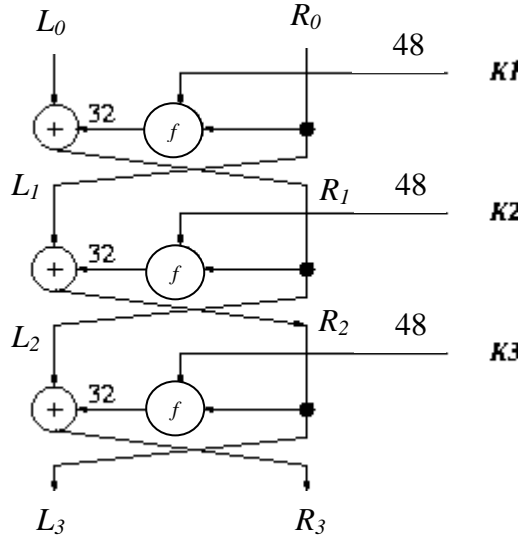 L0 R0
48 K1
32 f
+
L1 R1 48 K2
32 f
+
L2 R2 48 K3
32 f
+
L3 R3